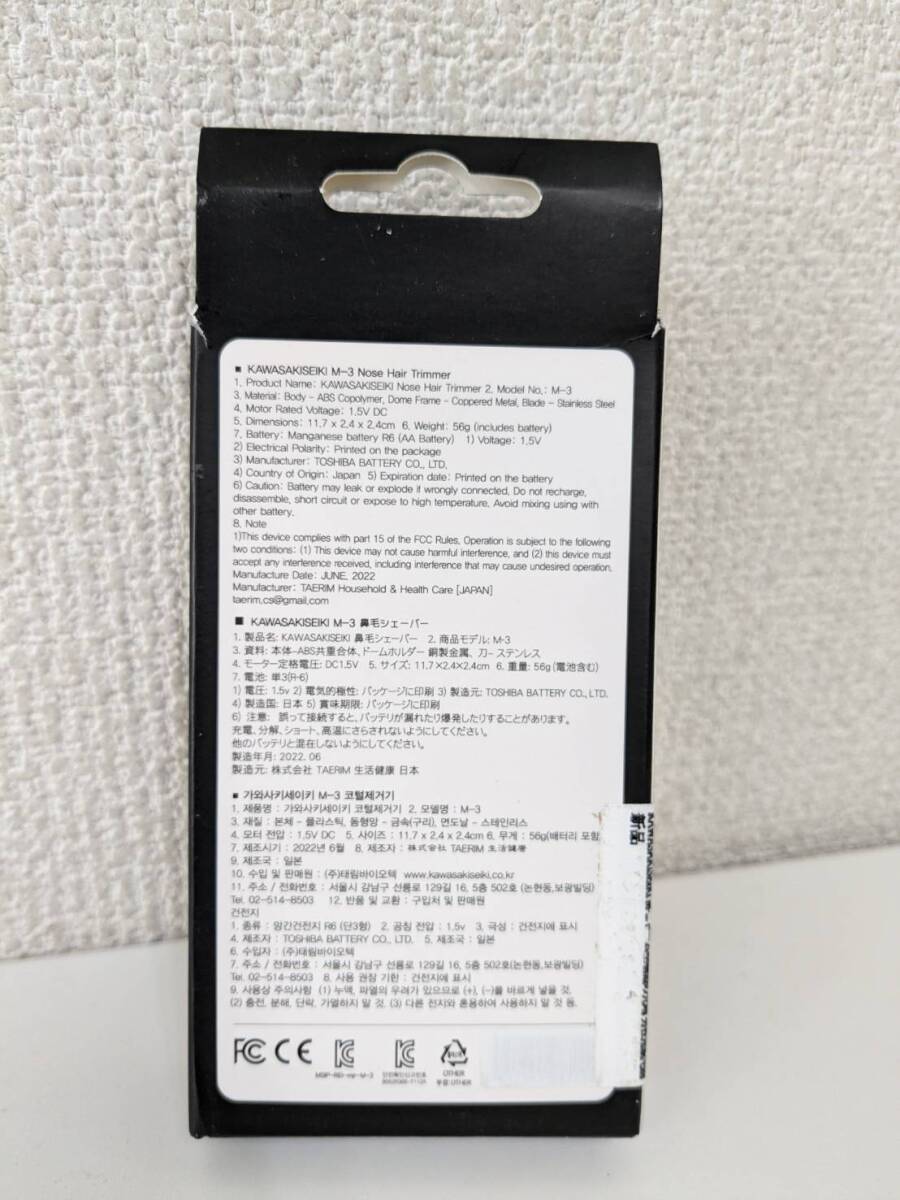 ■ KAWASAKISEIKI M-3 Nose Hair Trimmer
1. Product Name: KAWASAKISEIKI Nose Hair Trimmer 2. Model No.: M-3
3. Material: Body - ABS Copolymer, Dome Frame - Coppered Metal, Blade - Stainless Steel
4. Motor Rated Voltage: 1.5V DC
5. Dimensions: 11.7 x 2.4 x 2.4cm 6. Weight: 56g (includes battery)
7. Battery: Manganese battery R6 (AA Battery) 1) Voltage: 1.5V
2) Electrical Polarity: Printed on the package
3) Manufacturer: TOSHIBA BATTERY CO., LTD.
4) Country of Origin: Japan 5) Expiration date: Printed on the battery
6) Caution: Battery may leak or explode if wrongly connected. Do not recharge,
disassemble, short circuit or expose to high temperature. Avoid mixing using with
other battery.
8. Note
1)This device complies with part 15 of the FCC Rules. Operation is subject to the following
two conditions: (1) This device may not cause harmful interference, and (2) this device must
accept any interference received, including interference that may cause undesired operation.
Manufacture Date: JUNE, 2022
Manufacturer: TAERIM Household & Health Care [JAPAN]
taerim.cs@gmail.com
■ KAWASAKISEIKI M-3 鼻毛シェーバー
1. 製品名: KAWASAKISEIKI 鼻毛シェーバー 2. 商品モデル: M-3
3. 資料: 本体-ABS共重合体、ドームホルダー 銅製金属、刀- ステンレス
4. モーター定格電圧: DC1.5V 5. サイズ: 11.7×2.4×2.4cm 6. 重量: 56g (電池含む)
7. 電池: 単3(R-6)
1) 電圧: 1.5v 2) 電気的極性: パッケージに印刷 3) 製造元: TOSHIBA BATTERY CO., LTD.
4) 製造国: 日本 5) 賞味期限: パッケージに印刷
6) 注意: 誤って接続すると、バッテリが漏れたり爆発したりすることがあります。
充電、分解、ショート、高温にさらされないようにしてください。
他のバッテリと混在しないようにしてください。
製造年月: 2022. 06
製造元: 株式会社 TAERIM 生活健康 日本
■ 가와사키세이키 M-3 코털제거기
1. 제품명 : 가와사키세이키 코털제거기 2. 모델명 : M-3
3. 재질 : 본체 - 플라스틱, 돔형망 - 금속(구리), 면도날 - 스테인리스
4. 모터 전압 : 1.5V DC 5. 사이즈 : 11.7 x 2.4 x 2.4cm 6. 무게 : 56g(배터리 포함
7. 제조시기 : 2022년 6월 8. 제조자 : 株式会社 TAERIM 生活健康
9. 제조국 : 일본
10. 수입 및 판매원 : (주)태림바이오텍 www.kawasakiseiki.co.kr
11. 주소 / 전화번호 : 서울시 강남구 선릉로 129길 16, 5층 502호 (논현동,보광빌딩)
Tel. 02-514-8503 12. 반품 및 교환 : 구입처 및 판매원
건전지
1. 종류 : 망간건전지 R6 (단3형) 2. 공칭 전압 : 1.5v 3. 극성 : 건전지에 표시
4. 제조자 : TOSHIBA BATTERY CO., LTD. 5. 제조국 : 일본
6. 수입자 : (주)태림바이오텍
7. 주소 / 전화번호 : 서울시 강남구 선릉로 129길 16, 5층 502호(논현동,보광빌딩)
Tel. 02-514-8503 8. 사용 권장 기한 : 건전지에 표시
9. 사용상 주의사항 (1) 누액, 파열의 우려가 있으므로 (+), (-)를 바르게 넣을 것.
(2) 충전, 분해, 단락, 가열하지 말 것. (3) 다른 전지와 혼용하여 사용하지 말 것 등.
FC CE
OTHER
부품:OTHER
新品